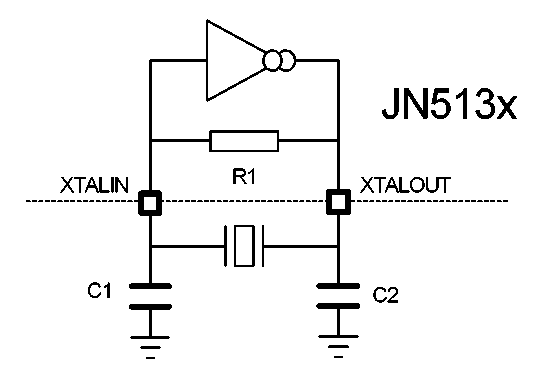 JN513x
R1
XTALIN
XTALOUT
C1
C2